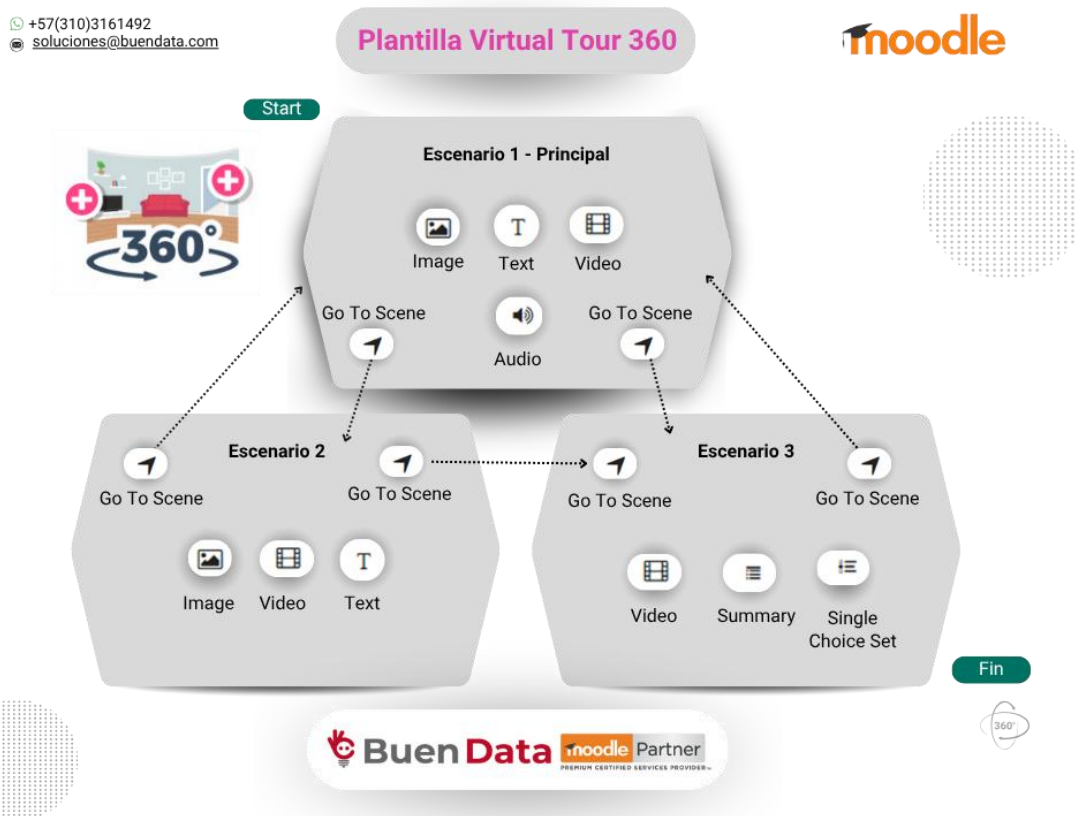 +57(310)3161492
soluciones@buendata.com
Plantilla Virtual Tour 360
moodle
Start
360°
Escenario 1 - Principal
Image
Text
Video
Go To Scene
Audio
Go To Scene
Escenario 2
Go To Scene
Go To Scene
Image
Video
Text
Escenario 3
Go To Scene
Go To Scene
Video
Summary
Single
Choice Set
Fin
360°
Buen Data
moodle Partner
PREMIUM CERTIFIED SERVICES PROVIDER